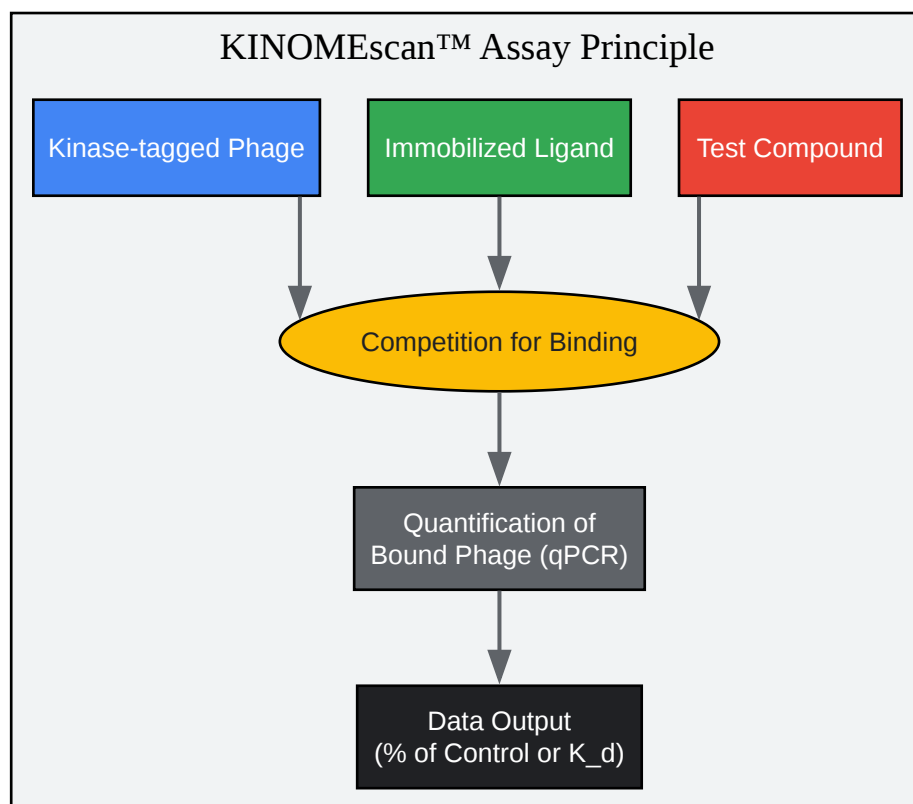 KINOMEscan™ Assay Principle
Kinase-tagged Phage
Immobilized Ligand
Test Compound
Competition for Binding
Quantification of
Bound Phage (qPCR)
Data Output
(% of Control or K_d)